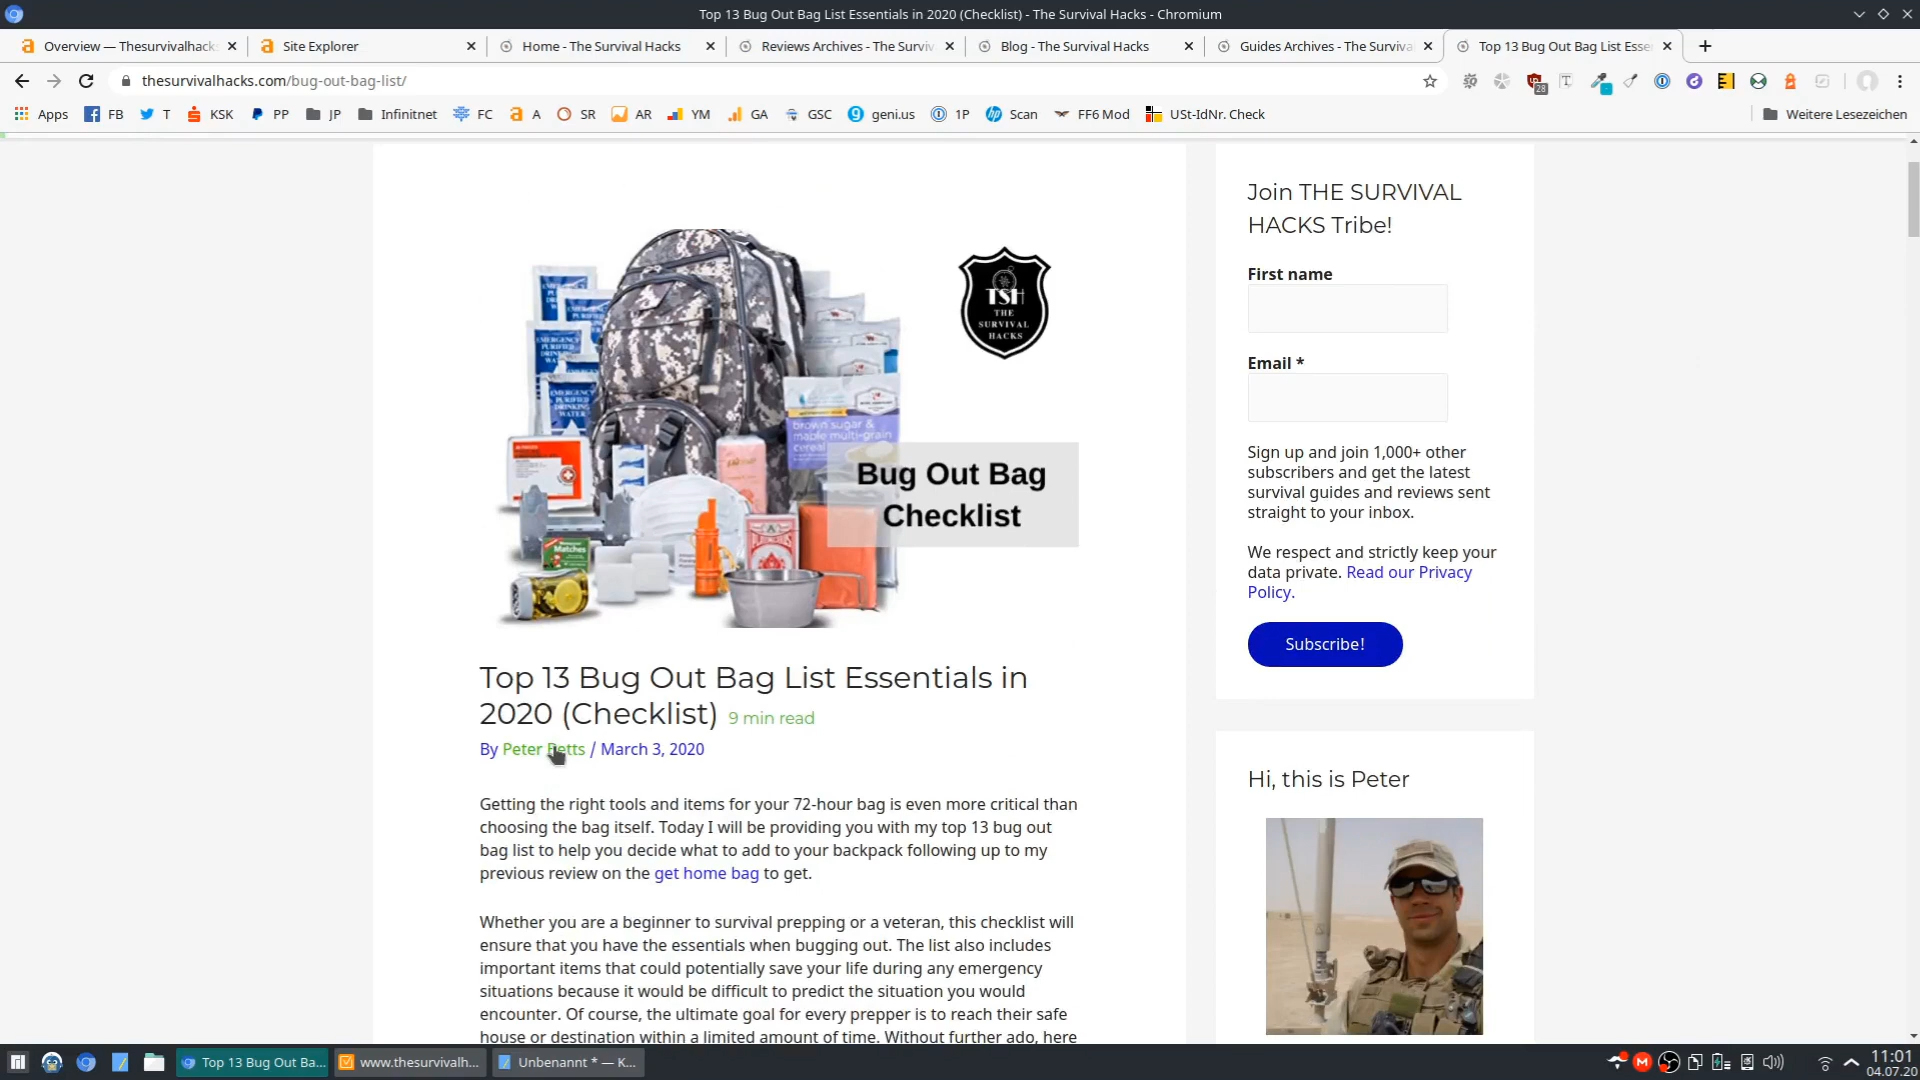 Top 13 Bug Out Bag List Essentials in 2020 (Checklist) - The Survival Hacks - Chromium
Overview — Thesurvivalhack
Site Explorer
Home - The Survival Hacks
Reviews Archives - The Surviv
Blog - The Survival Hacks
Guides Archives - The Surviva
Top 13 Bug Out Bag List Esse
thesurvivalhacks.com/bug-out-bag-list/
28
Apps FB T KSK PP JP Infinitnet FC A SR AR YM GA GSC geni.us 1P Scan FF6 Mod USt-IdNr. Check Weitere Lesezeichen
EMERGENCY PURIFIED DRINKING WATER
brown sugar & maple multi-grain cereal
Matches
TSH
THE
SURVIVAL
HACKS
Bug Out Bag
Checklist
Top 13 Bug Out Bag List Essentials in
2020 (Checklist) 9 min read
By Peter Betts / March 3, 2020
Getting the right tools and items for your 72-hour bag is even more critical than
choosing the bag itself. Today I will be providing you with my top 13 bug out
bag list to help you decide what to add to your backpack following up to my
previous review on the get home bag to get.
Whether you are a beginner to survival prepping or a veteran, this checklist will
ensure that you have the essentials when bugging out. The list also includes
important items that could potentially save your life during any emergency
situations because it would be difficult to predict the situation you would
encounter. Of course, the ultimate goal for every prepper is to reach their safe
house or destination within a limited amount of time. Without further ado, here
Join THE SURVIVAL
HACKS Tribe!
First name
Email *
Sign up and join 1,000+ other
subscribers and get the latest
survival guides and reviews sent
straight to your inbox.
We respect and strictly keep your
data private. Read our Privacy
Policy.
Subscribe!
Hi, this is Peter
Top 13 Bug Out Ba...
www.thesurvivalh...
Unbenannt * — K...
11:01
04.07.20